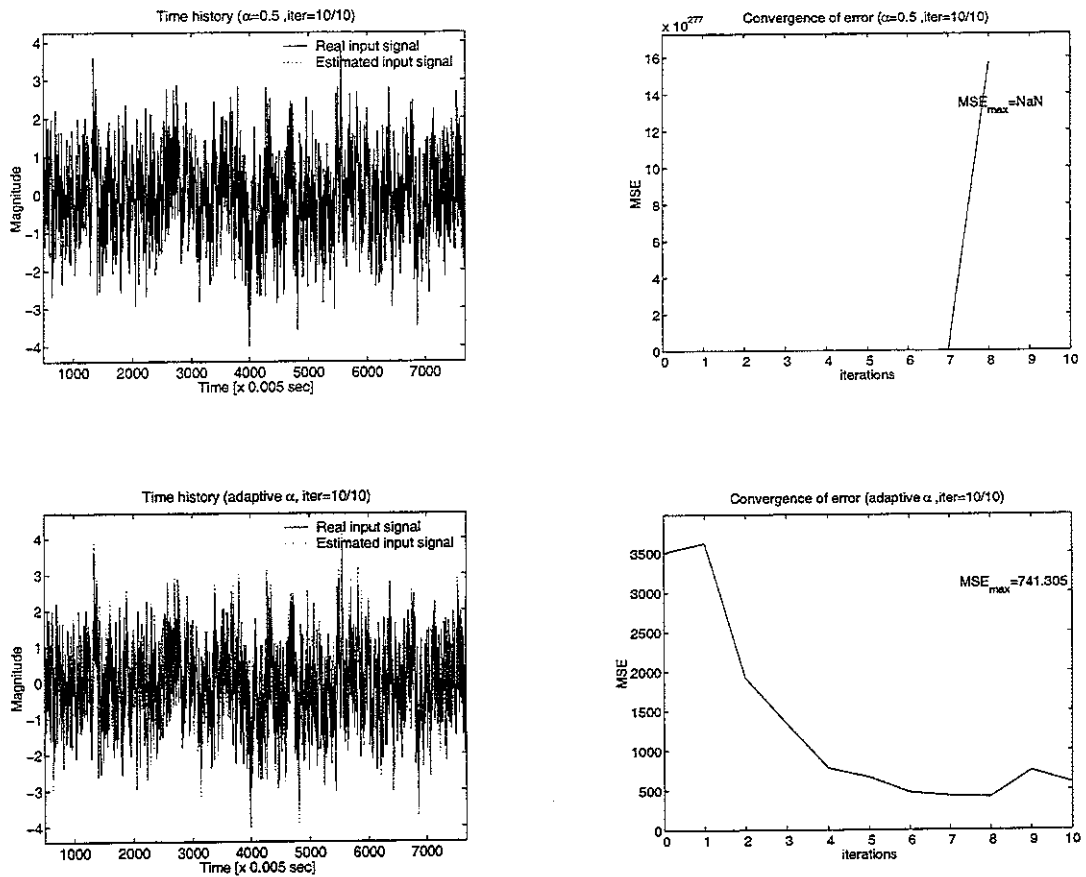 Time history (α=0.5 ,iter=10/10)
Real input signal
Estimated input signal
4
3
2
1
0
−1
−2
−3
−4
Magnitude
1000 2000 3000 4000 5000 6000 7000
Time [x 0.005 sec]
Convergence of error (α=0.5 ,iter=10/10)
x 10^277
16
14
12
10
8
6
4
2
0
MSE
MSE_max=NaN
0 1 2 3 4 5 6 7 8 9 10
iterations
Time history (adaptive α, iter=10/10)
Real input signal
Estimated input signal
4
3
2
1
0
−1
−2
−3
−4
Magnitude
1000 2000 3000 4000 5000 6000 7000
Time [x 0.005 sec]
Convergence of error (adaptive α ,iter=10/10)
3500
3000
2500
2000
1500
1000
500
0
MSE
MSE_max=741.305
0 1 2 3 4 5 6 7 8 9 10
iterations